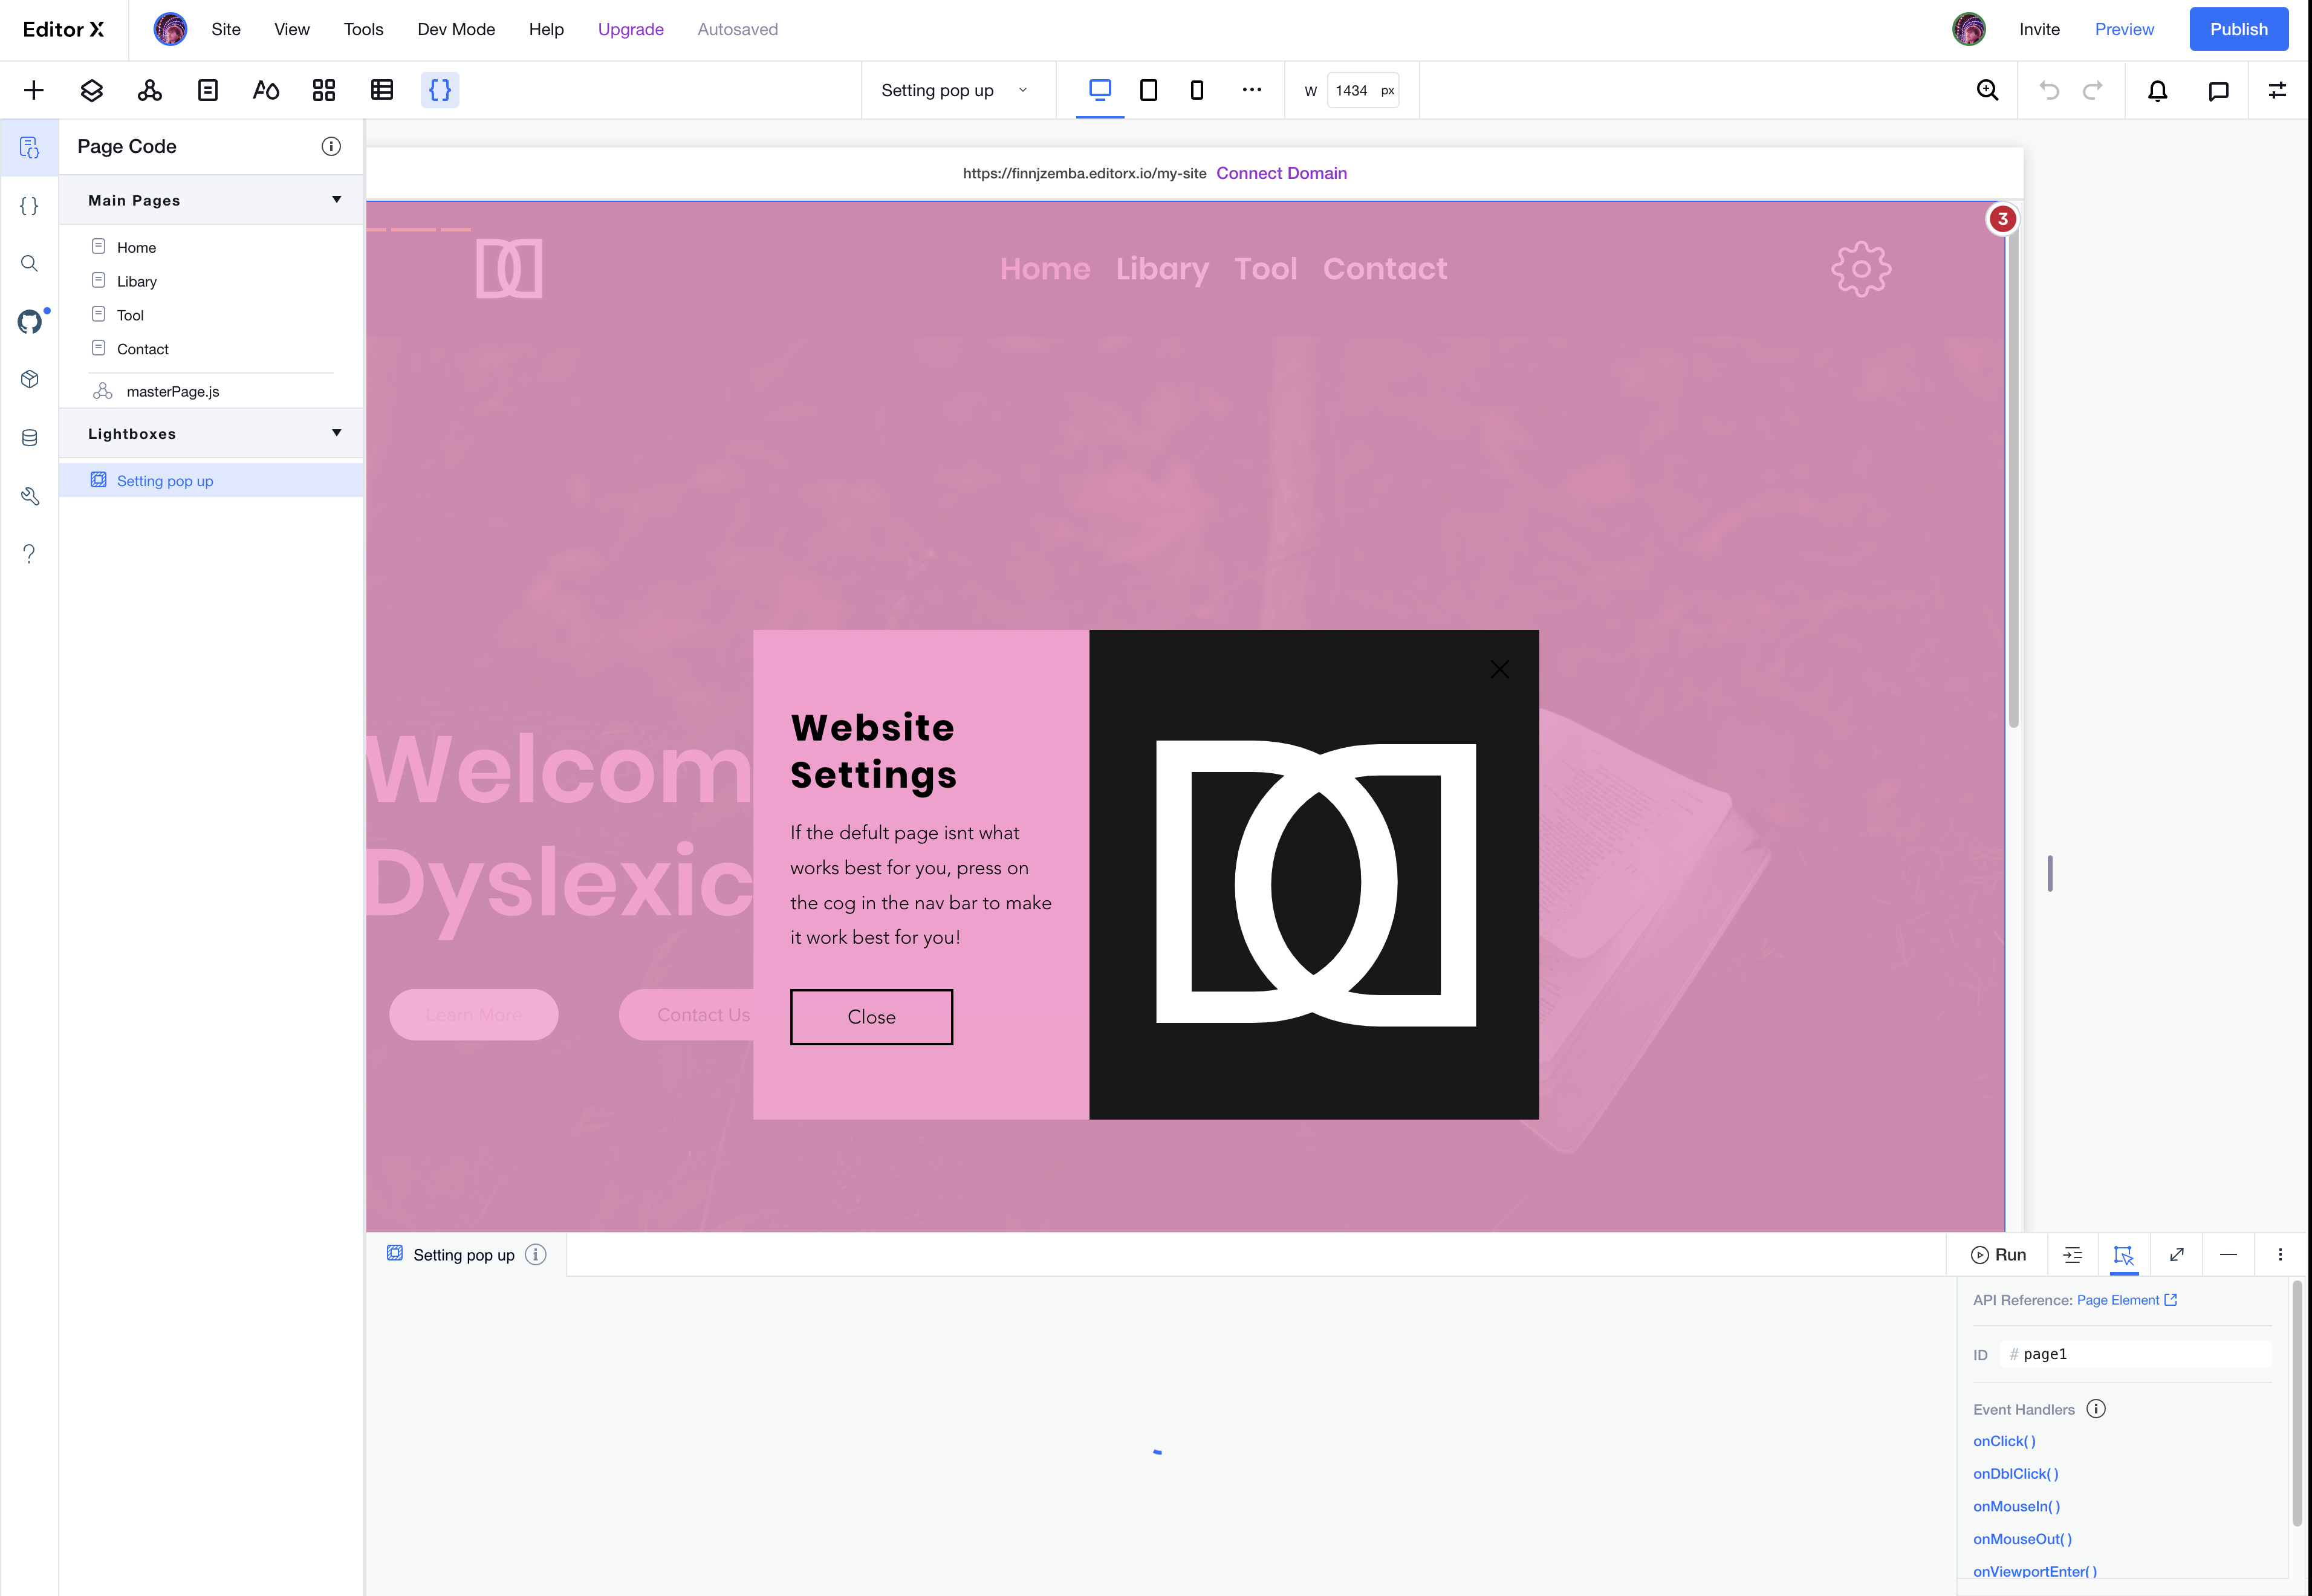 Editor X
Site
View
Tools
Dev Mode
Help
Upgrade
Autosaved
Invite
Preview
Publish
Setting pop up
W
1434
px
Page Code
Main Pages
Home
Libary
Tool
Contact
masterPage.js
Lightboxes
Setting pop up
https://finnjzemba.editorx.io/my-site
Connect Domain
3
Home
Libary
Tool
Contact
Welcom
Dyslexic
Learn More
Contact Us
Website
Settings
If the defult page isnt what
works best for you, press on
the cog in the nav bar to make
it work best for you!
Close
Setting pop up
Run
API Reference: Page Element
ID
# page1
Event Handlers
onClick( )
onDblClick( )
onMouseIn( )
onMouseOut( )
onViewportEnter( )